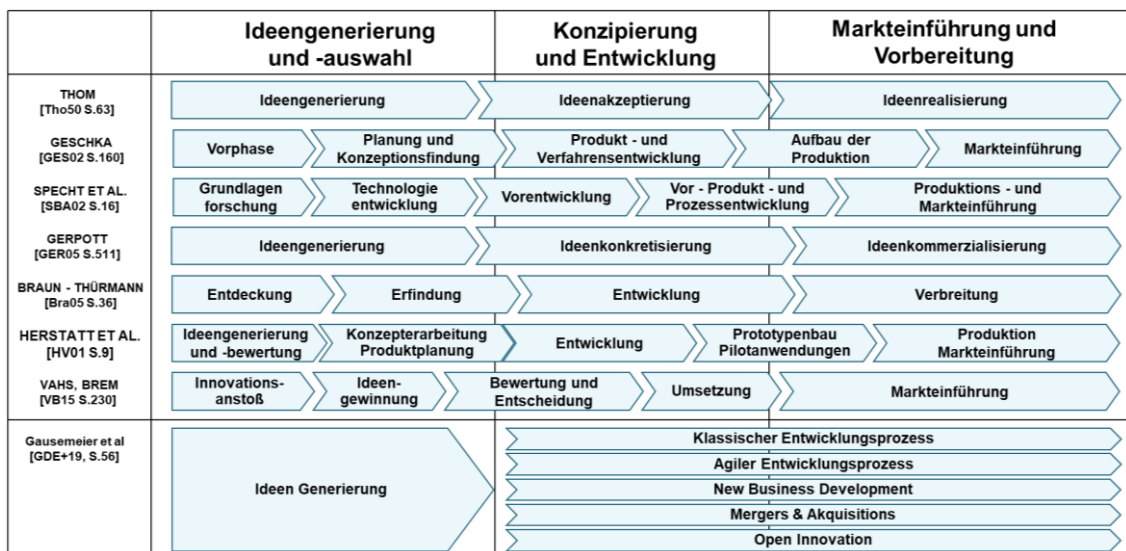 Ideengenerierung
und -auswahl
Konzipierung
und Entwicklung
Markteinführung und
Vorbereitung
THOM
[Tho50 S.63]
Ideengenerierung
Ideenakzeptierung
Ideenrealisierung
GESCHKA
[GES02 S.160]
Vorphase
Planung und
Konzeptionsfindung
Produkt - und
Verfahrensentwicklung
Aufbau der
Produktion
Markteinführung
SPECHT ET AL.
[SBA02 S.16]
Grundlagen
forschung
Technologie
entwicklung
Vorentwicklung
Vor - Produkt - und
Prozessentwicklung
Produktions - und
Markteinführung
GERPOTT
[GER05 S.511]
Ideengenerierung
Ideenkonkretisierung
Ideenkommerzialisierung
BRAUN - THÜRMANN
[Bra05 S.36]
Entdeckung
Erfindung
Entwicklung
Verbreitung
HERSTATT ET AL.
[HV01 S.9]
Ideengenerierung
und -bewertung
Konzepterarbeitung
Produktplanung
Entwicklung
Prototypenbau
Pilotanwendungen
Produktion
Markteinführung
VAHS, BREM
[VB15 S.230]
Innovations-
anstoß
Ideen-
gewinnung
Bewertung und
Entscheidung
Umsetzung
Markteinführung
Gausemeier et al
[GDE+19, S.56]
Ideen Generierung
Klassischer Entwicklungsprozess
Agiler Entwicklungsprozess
New Business Development
Mergers & Akquisitions
Open Innovation